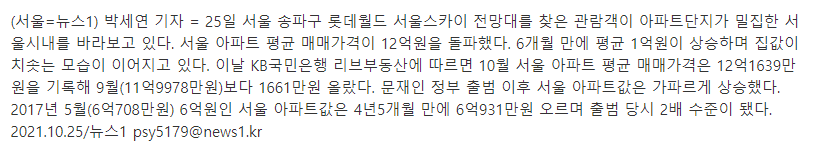 (서울=뉴스1) 박세연 기자 = 25일 서울 송파구 롯데월드 서울스카이 전망대를 찾은 관람객이 아파트단지가 밀집한 서
울시내를 바라보고 있다. 서울 아파트 평균 매매가격이 12억원을 돌파했다. 6개월 만에 평균 1억원이 상승하며 집값이
치솟는 모습이 이어지고 있다. 이날 KB국민은행 리브부동산에 따르면 10월 서울 아파트 평균 매매가격은 12억1639만
원을 기록해 9월(11억9978만원)보다 1661만원 올랐다. 문재인 정부 출범 이후 서울 아파트값은 가파르게 상승했다.
2017년 5월(6억708만원) 6억원인 서울 아파트값은 4년5개월 만에 6억931만원 오르며 출범 당시 2배 수준이 됐다.
2021.10.25/뉴스1 psy5179@news1.kr